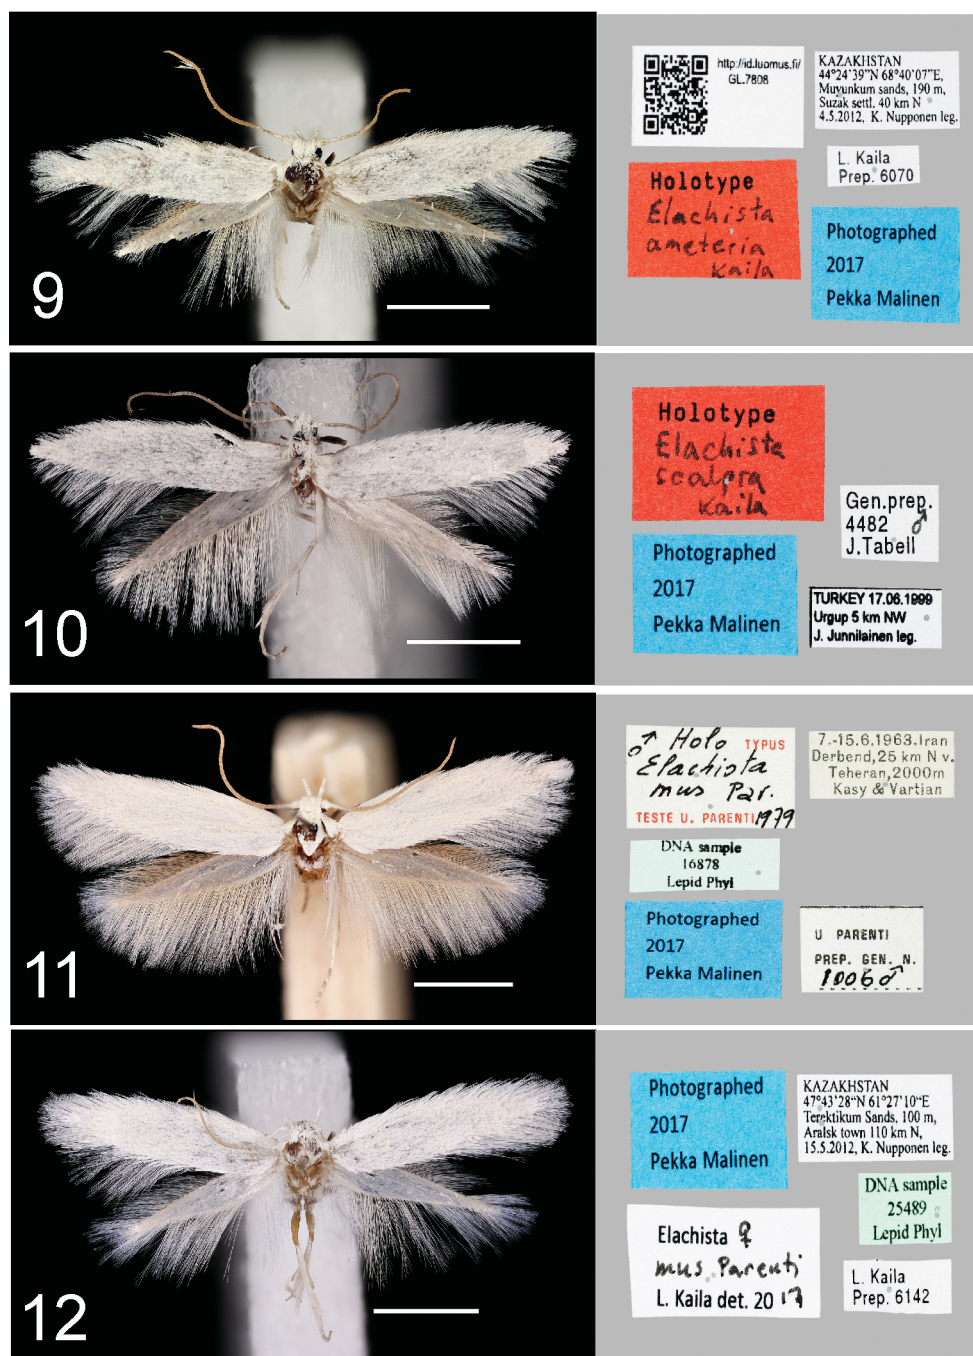 9
http://id.luomus.fi/
GL.7808
KAZAKHSTAN
44°24'39"N 68°40'07"E,
Muyunkum sands, 190 m,
Suzak settl. 40 km N
4.5.2012, K. Nupponen leg.
L. Kaila
Prep. 6070
Holotype
Elachista
ameteria
Kaila
Photographed
2017
Pekka Malinen
10
Holotype
Elachista
scalpra
Kaila
Gen.prep.
4482 ♂
J.Tabell
Photographed
2017
Pekka Malinen
TURKEY 17.06.1999
Urgup 5 km NW
J. Junnilainen leg.
11
♂ Holo TYPUS
Elachista
mus Par.
TESTE U. PARENTI 1979
7.-15.6.1963.Iran
Derbend,25 km N v.
Teheran,2000m
Kasy & Vartian
DNA sample
16878
Lepid Phyl
Photographed
2017
Pekka Malinen
U PARENTI
PREP. GEN. N.
1006♂
12
Photographed
2017
Pekka Malinen
KAZAKHSTAN
47°43'28"N 61°27'10"E
Terektikum Sands, 100 m,
Aralsk town 110 km N,
15.5.2012, K. Nupponen leg.
DNA sample
25489
Lepid Phyl
Elachista ♀
mus Parenti
L. Kaila det. 2017
L. Kaila
Prep. 6142